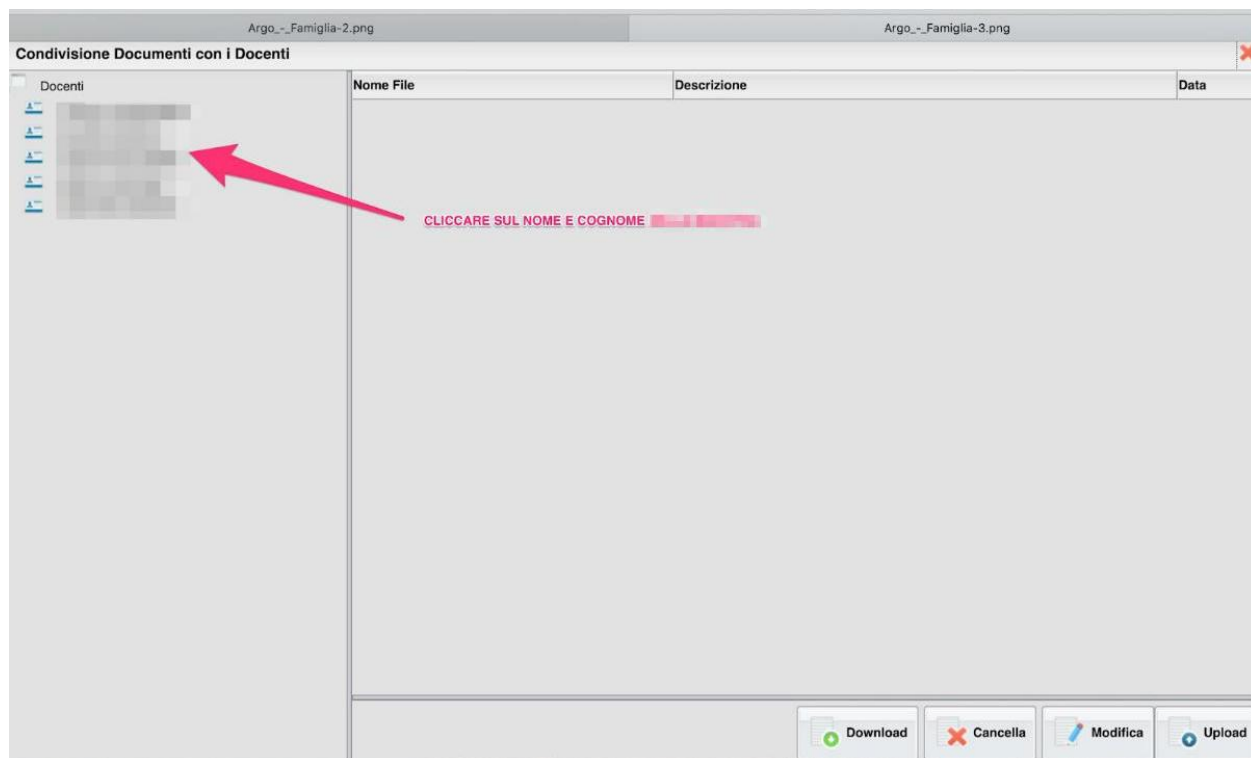 Argo_-_Famiglia-2.png
Argo_-_Famiglia-3.png
Condivisione Documenti con i Docenti
Docenti
Nome File
Descrizione
Data
CLICCARE SUL NOME E COGNOME
Download
Cancella
Modifica
Upload